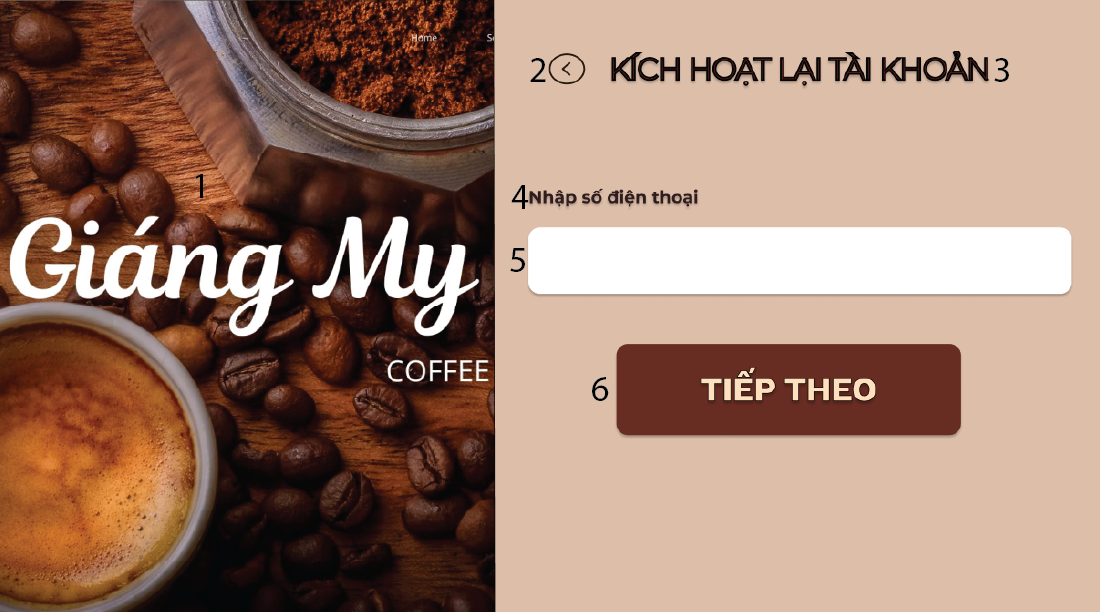 Home
Se
1
Giáng My
COFFEE
2 < KÍCH HOẠT LẠI TÀI KHOẢN 3
4 Nhập số điện thoại
5
6 TIẾP THEO